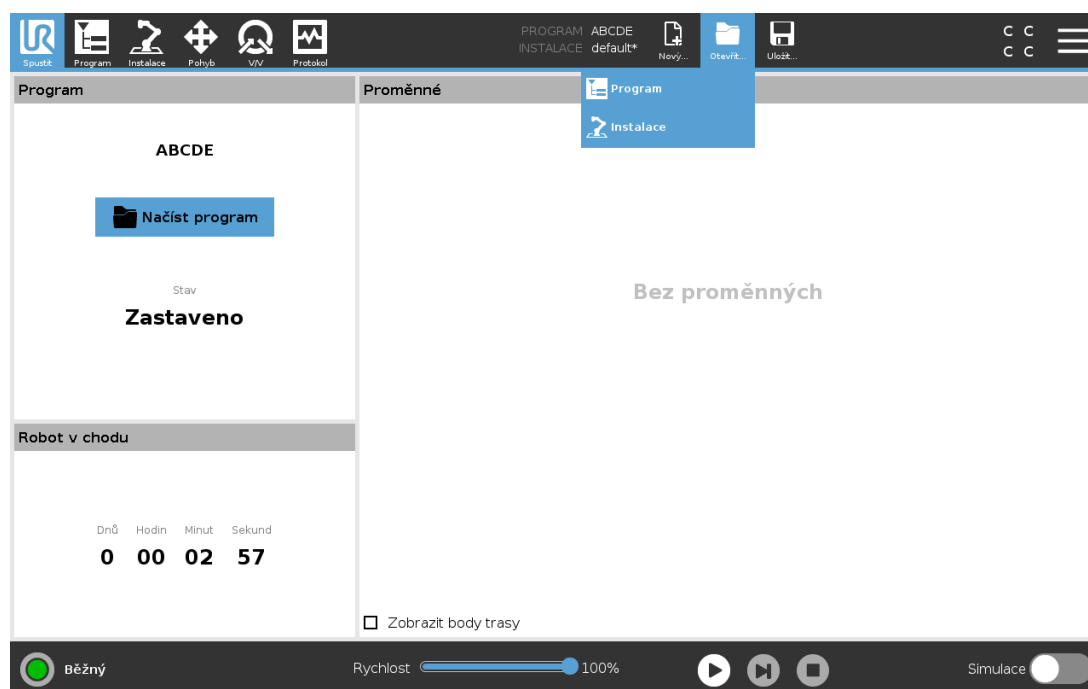 Spustit Program Instalace Pohyb V/V Protokol
PROGRAM ABCDE
INSTALACE default*
Nový... Otevřít... Uložit...
C C
C C
Program
Instalace
Program
ABCDE
Načíst program
Stav
Zastaveno
Proměnné
Bez proměnných
Zobrazit body trasy
Robot v chodu
Dnů Hodin Minut Sekund
0 00 02 57
Běžný
Rychlost 100%
Simulace